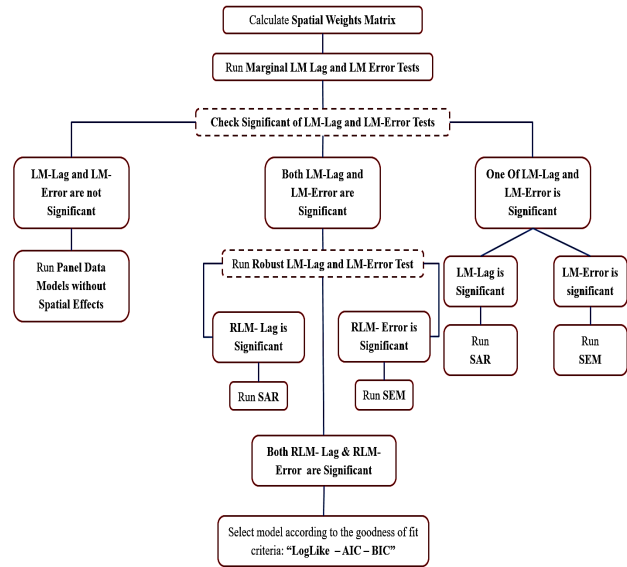 Calculate Spatial Weights Matrix
Run Marginal LM Lag and LM Error Tests
Check Significant of LM-Lag and LM-Error Tests
LM-Lag and LM-
Error are not
Significant
Both LM-Lag and
LM-Error are
Significant
One Of LM-Lag and
LM-Error is
Significant
Run Panel Data
Models without
Spatial Effects
Run Robust LM-Lag and LM-Error Test
LM-Lag is
Significant
LM-Error is
significant
RLM- Lag is
Significant
RLM- Error is
Significant
Run
SAR
Run
SEM
Run SAR
Run SEM
Both RLM- Lag & RLM-
Error are Significant
Select model according to the goodness of fit
criteria: “LogLike – AIC – BIC”